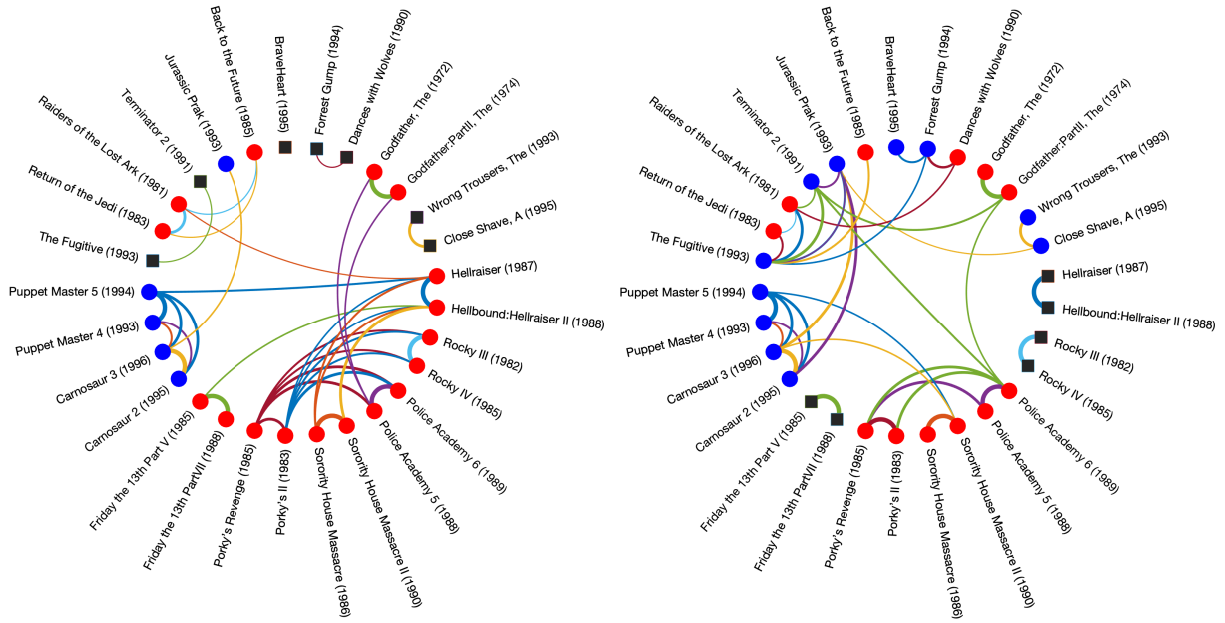 Back to the Future (1985)
BraveHeart (1995)
Forrest Gump (1994)
Dances with Wolves (1990)
Godfather, The (1972)
Godfather:PartII, The (1974)
Wrong Trousers, The (1993)
Close Shave, A (1995)
Hellraiser (1987)
Hellbound:Hellraiser II (1988)
Rocky III (1982)
Rocky IV (1985)
Police Academy 6 (1989)
Police Academy 5 (1988)
Sorority House Massacre II (1990)
Sorority House Massacre (1986)
Porky's II (1983)
Porky's Revenge (1985)
Friday the 13th PartVII (1988)
Friday the 13th Part V (1985)
Carnosaur 2 (1995)
Carnosaur 3 (1996)
Puppet Master 4 (1993)
Puppet Master 5 (1994)
The Fugitive (1993)
Return of the Jedi (1983)
Raiders of the Lost Ark (1981)
Terminator 2 (1991)
Jurassic Prak (1993)
Back to the Future (1985)
BraveHeart (1995)
Forrest Gump (1994)
Dances with Wolves (1990)
Godfather, The (1972)
Godfather:PartII, The (1974)
Wrong Trousers, The (1993)
Close Shave, A (1995)
Hellraiser (1987)
Hellbound:Hellraiser II (1988)
Rocky III (1982)
Rocky IV (1985)
Police Academy 6 (1989)
Police Academy 5 (1988)
Sorority House Massacre II (1990)
Sorority House Massacre (1986)
Porky's II (1983)
Porky's Revenge (1985)
Friday the 13th PartVII (1988)
Friday the 13th Part V (1985)
Carnosaur 2 (1995)
Carnosaur 3 (1996)
Puppet Master 4 (1993)
Puppet Master 5 (1994)
The Fugitive (1993)
Return of the Jedi (1983)
Raiders of the Lost Ark (1981)
Terminator 2 (1991)
Jurassic Prak (1993)